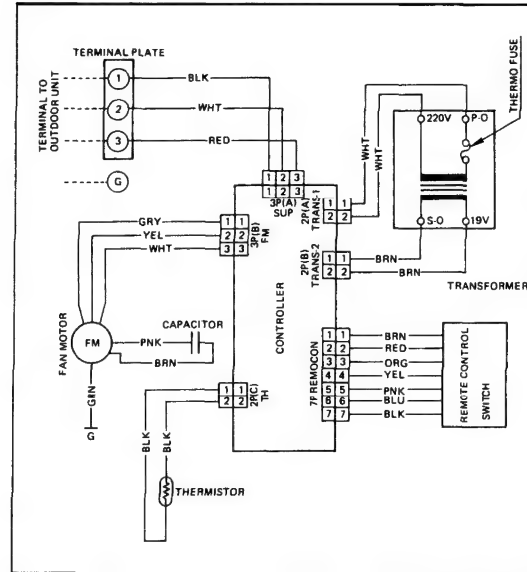 TERMINAL PLATE
TERMINAL TO
OUTDOOR UNIT
1
2
3
G
BLK
WHT
RED
THERMO FUSE
220V
P-O
WHT
WHT
S-O
19V
TRANSFORMER
1 2 3
1 2 3
3P(A)
SUP
2P(A)
TRANS-1
1 1
2 2
2P(B)
TRANS-2
1 1
2 2
BRN
BRN
GRY
YEL
WHT
1 1
2 2
3 3
3P(B)
FM
FAN MOTOR
FM
CAPACITOR
PNK
BRN
GRN
G
CONTROLLER
1 1
2 2
2P(C)
TH
BLK
BLK
THERMISTOR
7P REMOCON
1 1
2 2
3 3
4 4
5 5
6 6
7 7
BRN
RED
ORG
YEL
PNK
BLU
BLK
REMOTE CONTROL
SWITCH